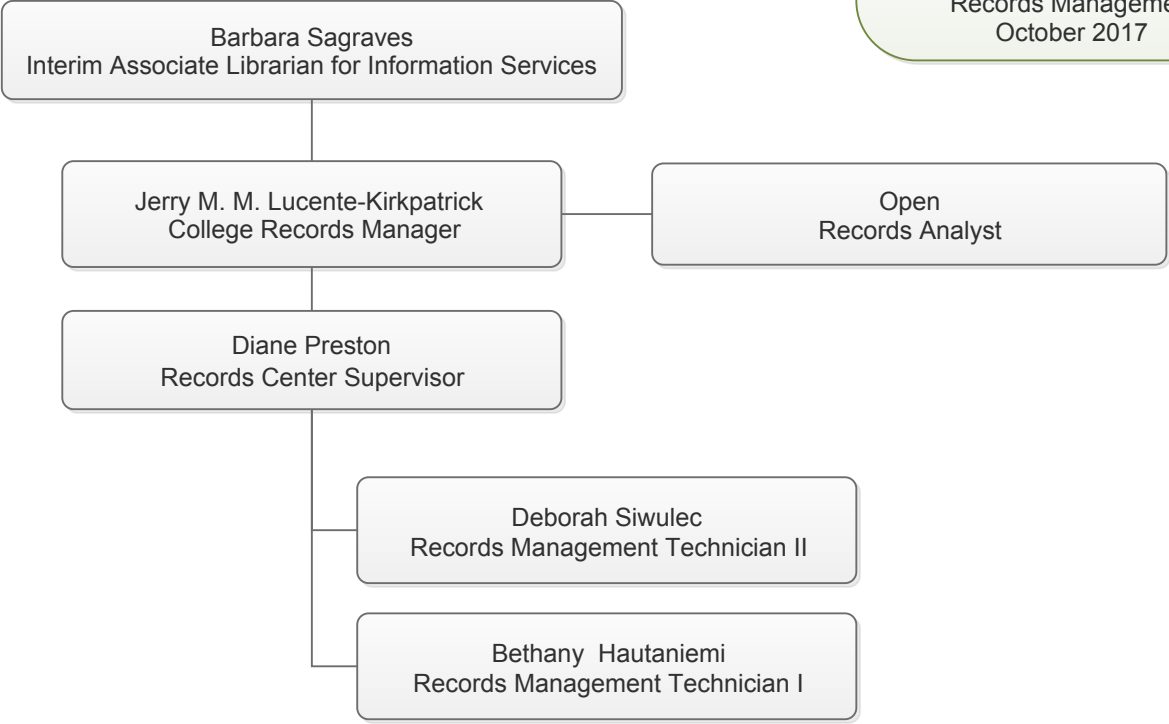 Records Manageme
October 2017
Barbara Sagraves
Interim Associate Librarian for Information Services
Jerry M. M. Lucente-Kirkpatrick
College Records Manager
Open
Records Analyst
Diane Preston
Records Center Supervisor
Deborah Siwulec
Records Management Technician II
Bethany Hautaniemi
Records Management Technician I